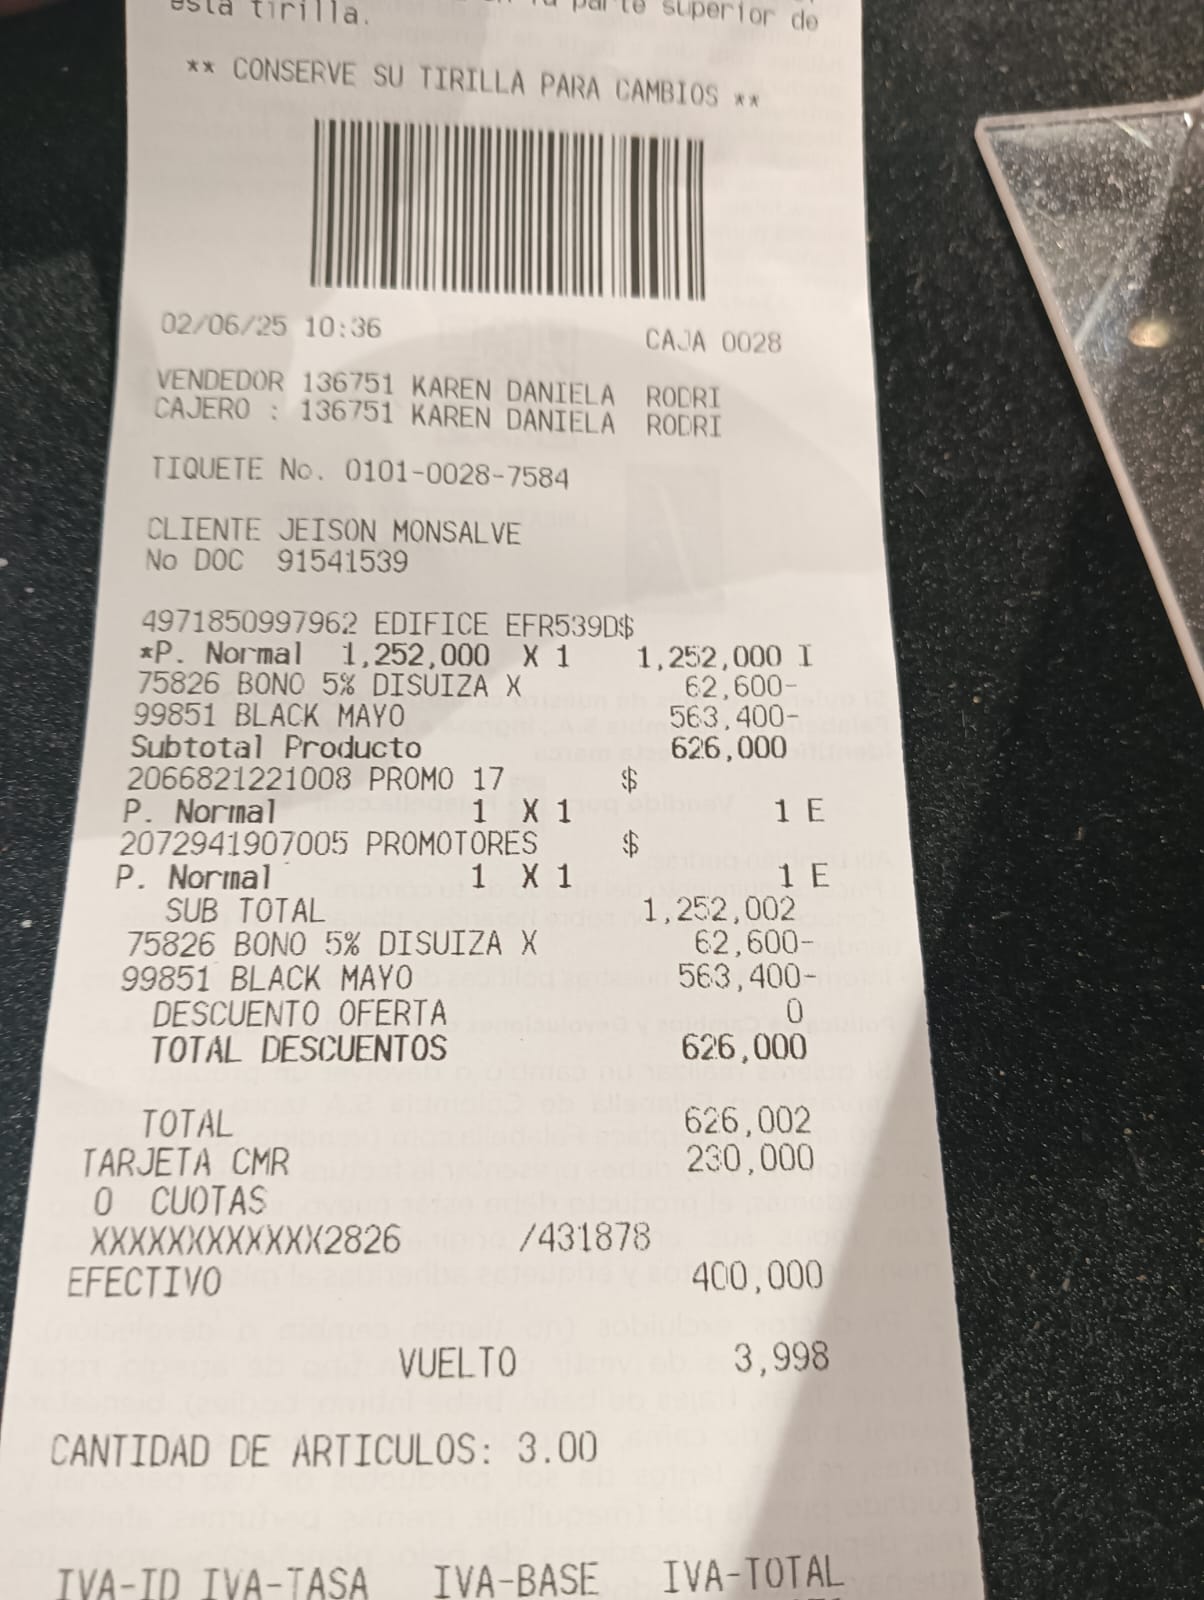 esta tirilla.
parte superior de
** CONSERVE SU TIRILLA PARA CAMBIOS **
02/06/25 10:36 CAJA 0028
VENDEDOR 136751 KAREN DANIELA RODRI
CAJERO : 136751 KAREN DANIELA RODRI
TIQUETE No. 0101-0028-7584
CLIENTE JEISON MONSALVE
No DOC 91541539
4971850997962 EDIFICE EFR539D$
*P. Normal 1,252,000 X 1 1,252,000 I
75826 BONO 5% DISUIZA X 62,600-
99851 BLACK MAYO 563,400-
Subtotal Producto 626,000
2066821221008 PROMO 17 $
P. Normal 1 X 1 1 E
2072941907005 PROMOTORES $
P. Normal 1 X 1 1 E
SUB TOTAL 1,252,002
75826 BONO 5% DISUIZA X 62,600-
99851 BLACK MAYO 563,400-
DESCUENTO OFERTA 0
TOTAL DESCUENTOS 626,000
TOTAL 626,002
TARJETA CMR 230,000
0 CUOTAS
XXXXXXXXXXXX2826 /431878
EFECTIVO 400,000
VUELTO 3,998
CANTIDAD DE ARTICULOS: 3.00
IVA-ID IVA-TASA IVA-BASE IVA-TOTAL